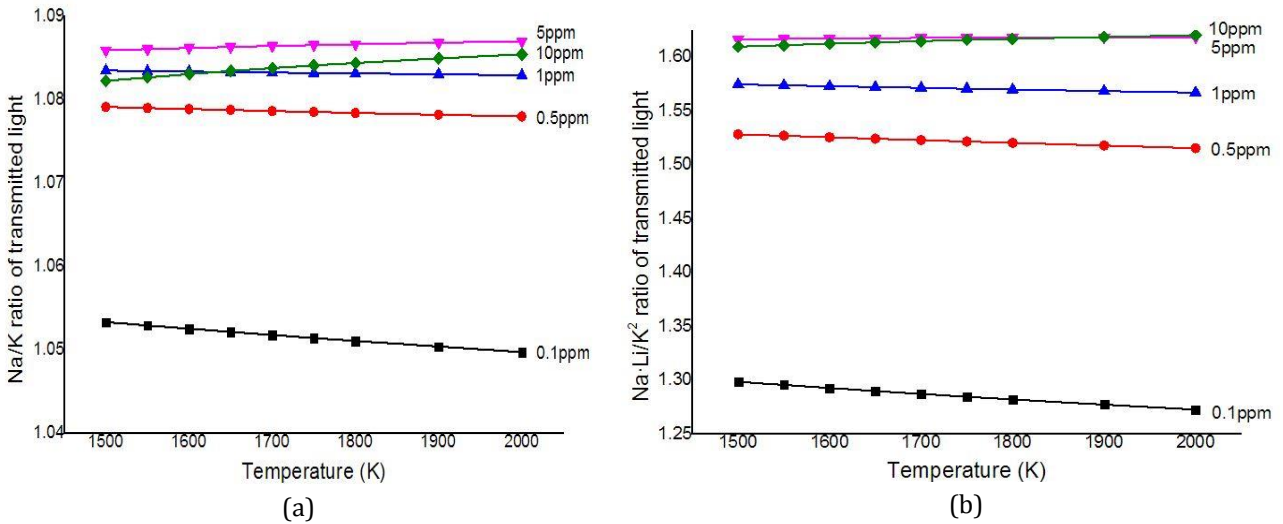 Na/K ratio of transmitted light
1.09
1.08
1.07
1.06
1.05
1.04
5ppm
10ppm
1ppm
0.5ppm
0.1ppm
1500 1600 1700 1800 1900 2000
Temperature (K)
(a)
Na·Li/K² ratio of transmitted light
1.60
1.55
1.50
1.45
1.40
1.35
1.30
1.25
10ppm
5ppm
1ppm
0.5ppm
0.1ppm
1500 1600 1700 1800 1900 2000
Temperature (K)
(b)